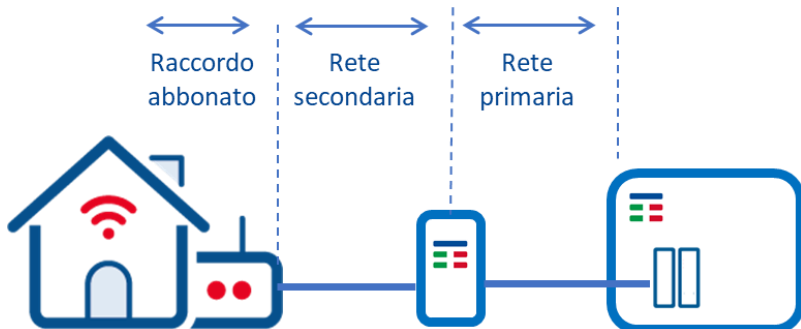 Raccordo
abbonato
Rete
secondaria
Rete
primaria